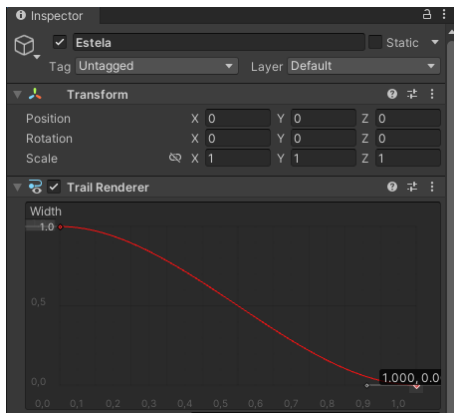 Inspector
Estela Static
Tag Untagged Layer Default
Transform
Position X 0 Y 0 Z 0
Rotation X 0 Y 0 Z 0
Scale X 1 Y 1 Z 1
Trail Renderer
Width
1.0
0,5
1.000, 0.0
0,0
0,0 0,1 0,2 0,3 0,4 0,5 0,6 0,7 0,8 0,9 1,0